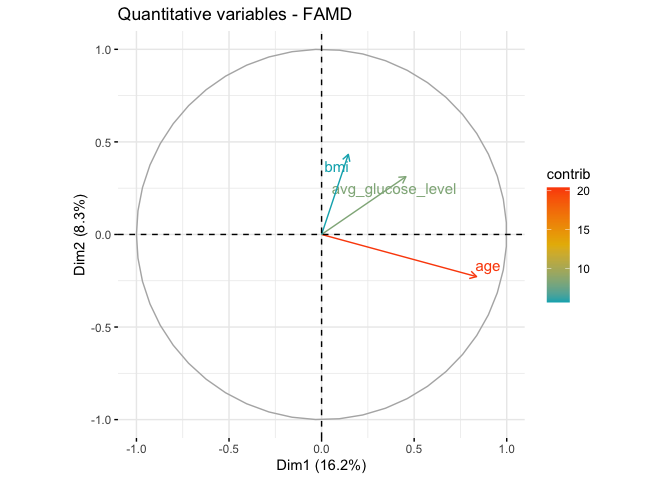 Quantitative variables - FAMD
1.0
0.5
0.0
-0.5
-1.0
Dim2 (8.3%)
bmi
avg_glucose_level
age
-1.0 -0.5 0.0 0.5 1.0
Dim1 (16.2%)
contrib
20
15
10